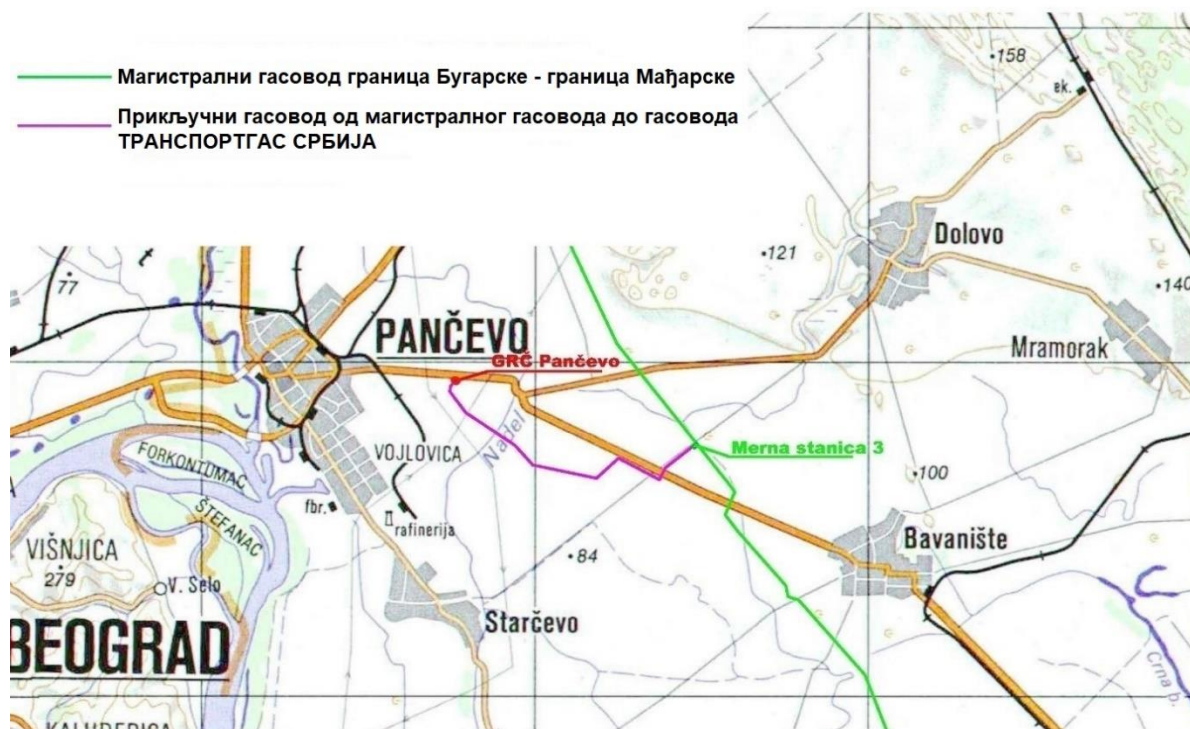 Магистрални гасовод граница Бугарске - граница Мађарске
Прикључни гасовод од магистралног гасовода до гасовода
ТРАНСПОРТГАС СРБИЈА
158
ek.
Dolovo
121
77
140
PANČEVO
Mramorak
GRČ Pančevo
Nadel
VOJLOVICA
Merna stanica 3
FORKONTUMAC
100
fbr.
ŠTEFANAC
rafinerija
Bavanište
VIŠNJICA
84
279
V. Selo
Starčevo
BEOGRAD
Crna b.